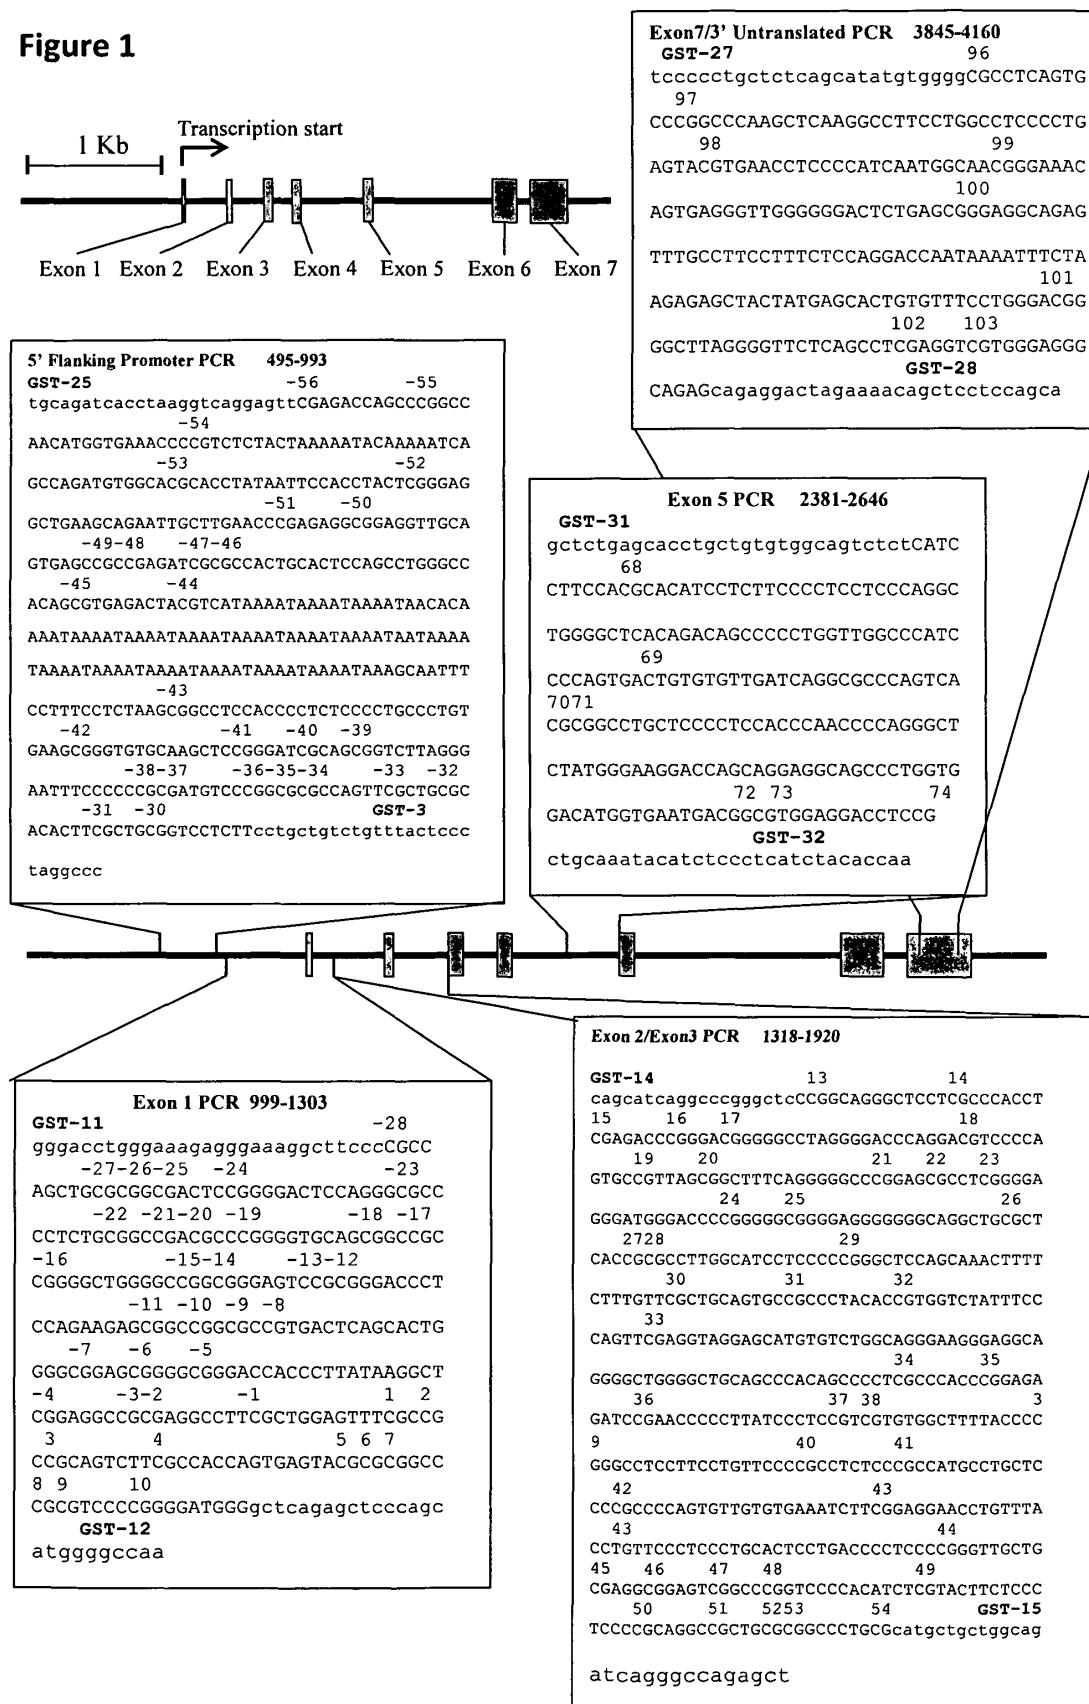 Figure 1
Transcription start
1 Kb
Exon 1 Exon 2 Exon 3 Exon 4 Exon 5 Exon 6 Exon 7
Exon7/3' Untranslated PCR 3845-4160
GST-27 96
tccccctgctctcagcatatgtggggCGCCTCAGTG
97
CCCGGCCCAAGCTCAAGGCCTTCCTGGCCTCCCCTG
98 99
AGTACGTGAACCTCCCCATCAATGGCAACGGGAAAC
100
AGTGAGGGTTGGGGGGACTCTGAGCGGGAGGCAGAG
TTTGCCTTCCTTTCTCCAGGACCAATAAAATTTCTA
101
AGAGAGCTACTATGAGCACTGTGTTTCCTGGGACGG
102 103
GGCTTAGGGGTTCTCAGCCTCGAGGTCGTGGGAGGG
GST-28
CAGAGcagaggactagaaaacagctcctccagca
5' Flanking Promoter PCR 495-993
GST-25 -56 -55
tgcagatcacctaaggtcaggagttCGAGACCAGCCCGGCC
-54
AACATGGTGAAACCCCGTCTCTACTAAAAATACAAAAATCA
-53 -52
GCCAGATGTGGCACGCACCTATAATTCCACCTACTCGGGAG
-51 -50
GCTGAAGCAGAATTGCTTGAACCCGAGAGGCGGAGGTTGCA
-49-48 -47-46
GTGAGCCGCCGAGATCGCGCCACTGCACTCCAGCCTGGGCC
-45 -44
ACAGCGTGAGACTACGTCATAAAATAAAATAAAATAACACA
AAATAAAATAAAATAAAATAAAATAAAATAAAATAATAAAA
TAAAATAAAATAAAATAAAATAAAATAAAATAAAGCAATTT
-43
CCTTTCCTCTAAGCGGCCTCCACCCCTCTCCCCTGCCCTGT
-42 -41 -40 -39
GAAGCGGGTGTGCAAGCTCCGGGATCGCAGCGGTCTTAGGG
-38-37 -36-35-34 -33 -32
AATTTCCCCCCGCGATGTCCCGGCGCGCCAGTTCGCTGCGC
-31 -30 GST-3
ACACTTCGCTGCGGTCCTCTTcctgctgtctgtttactccc
taggccc
Exon 5 PCR 2381-2646
GST-31
gctctgagcacctgctgtgtggcagtctctCATC
68
CTTCCACGCACATCCTCTTCCCCTCCTCCCAGGC
TGGGGCTCACAGACAGCCCCCTGGTTGGCCCATC
69
CCCAGTGACTGTGTGTTGATCAGGCGCCCAGTCA
7071
CGCGGCCTGCTCCCCTCCACCCAACCCCAGGGCT
CTATGGGAAGGACCAGCAGGAGGCAGCCCTGGTG
72 73 74
GACATGGTGAATGACGGCGTGGAGGACCTCCG
GST-32
ctgcaaatacatctccctcatctacaccaa
Exon 1 PCR 999-1303
GST-11 -28
gggacctgggaaagagggaaaggcttccccCGCC
-27-26-25 -24 -23
AGCTGCGCGGCGACTCCGGGGACTCCAGGGCGCC
-22 -21-20 -19 -18 -17
CCTCTGCGGCCGACGCCCGGGGTGCAGCGGCCGC
-16 -15-14 -13-12
CGGGGCTGGGGCCGGCGGGAGTCCGCGGGACCCT
-11 -10 -9 -8
CCAGAAGAGCGGCCGGCGCCGTGACTCAGCACTG
-7 -6 -5
GGGCGGAGCGGGGCGGGACCACCCTTATAAGGCT
-4 -3-2 -1 1 2
CGGAGGCCGCGAGGCCTTCGCTGGAGTTTCGCCG
3 4 5 6 7
CCGCAGTCTTCGCCACCAGTGAGTACGCGCGGCC
8 9 10
CGCGTCCCCGGGGATGGGgctcagagctcccagc
GST-12
atggggccaa
Exon 2/Exon3 PCR 1318-1920
GST-14 13 14
cagcatcaggcccgggctcCCGGCAGGGCTCCTCGCCCACCT
15 16 17 18
CGAGACCCGGGACGGGGGCCTAGGGGACCCAGGACGTCCCCA
19 20 21 22 23
GTGCCGTTAGCGGCTTTCAGGGGGCCCGGAGCGCCTCGGGGA
24 25 26
GGGATGGGACCCCGGGGGCGGGGAGGGGGGGCAGGCTGCGCT
2728 29
CACCGCGCCTTGGCATCCTCCCCCGGGCTCCAGCAAACTTTT
30 31 32
CTTTGTTCGCTGCAGTGCCGCCCTACACCGTGGTCTATTTCC
33
CAGTTCGAGGTAGGAGCATGTGTCTGGCAGGGAAGGGAGGCA
34 35
GGGGCTGGGGCTGCAGCCCACAGCCCCTCGCCCACCCGGAGA
36 37 38 3
GATCCGAACCCCCTTATCCCTCCGTCGTGTGGCTTTTACCCC
9 40 41
GGGCCTCCTTCCTGTTCCCCGCCTCTCCCGCCATGCCTGCTC
42 43
CCCGCCCCAGTGTTGTGTGAAATCTTCGGAGGAACCTGTTTA
43 44
CCTGTTCCCTCCCTGCACTCCTGACCCCTCCCCGGGTTGCTG
45 46 47 48 49
CGAGGCGGAGTCGGCCCGGTCCCCACATCTCGTACTTCTCCC
50 51 5253 54 GST-15
TCCCCGCAGGCCGCTGCGCGGCCCTGCGcatgctgctggcag
atcagggccagagct